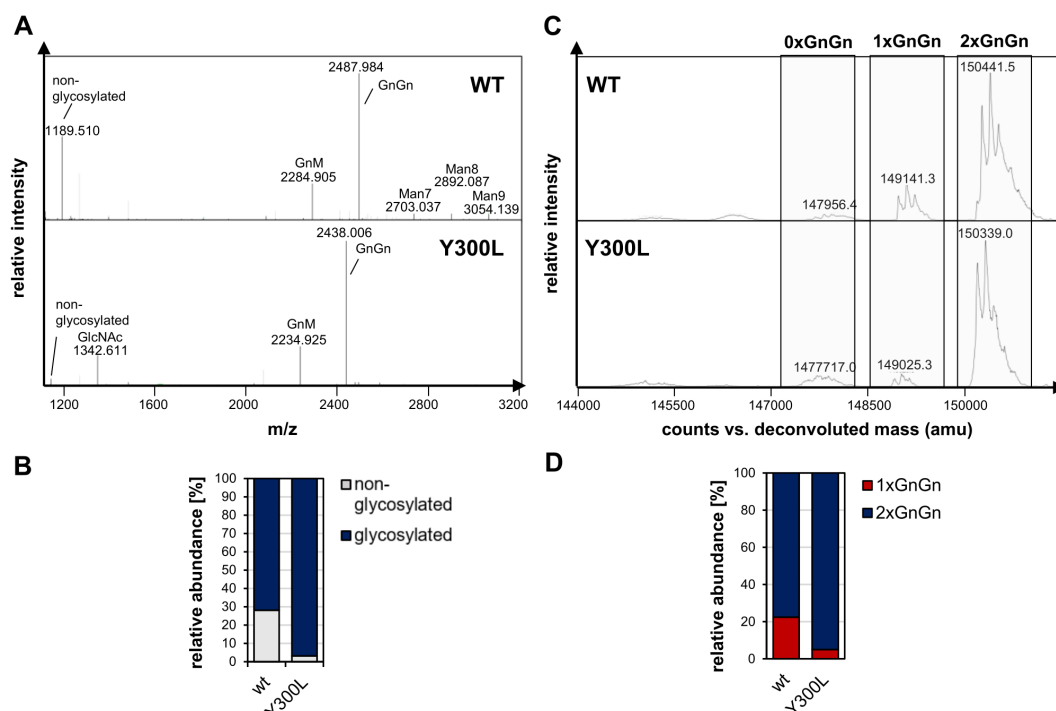 A
relative intensity
non-
glycosylated
1189.510
GnM
2284.905
2487.984
GnGn
WT
Man7
2703.037
Man8
2892.087
Man9
3054.139
non-
glycosylated
GlcNAc
1342.611
GnM
2234.925
2438.006
GnGn
Y300L
1200 1600 2000 2400 2800 3200
m/z
C
0xGnGn 1xGnGn 2xGnGn
relative intensity
WT
147956.4
149141.3
150441.5
Y300L
1477717.0
149025.3
150339.0
144000 145500 147000 148500 150000
counts vs. deconvoluted mass (amu)
B
relative abundance [%]
100
90
80
70
60
50
40
30
20
10
0
wt Y300L
non-
glycosylated
glycosylated
D
relative abundance [%]
100
80
60
40
20
0
wt Y300L
1xGnGn
2xGnGn